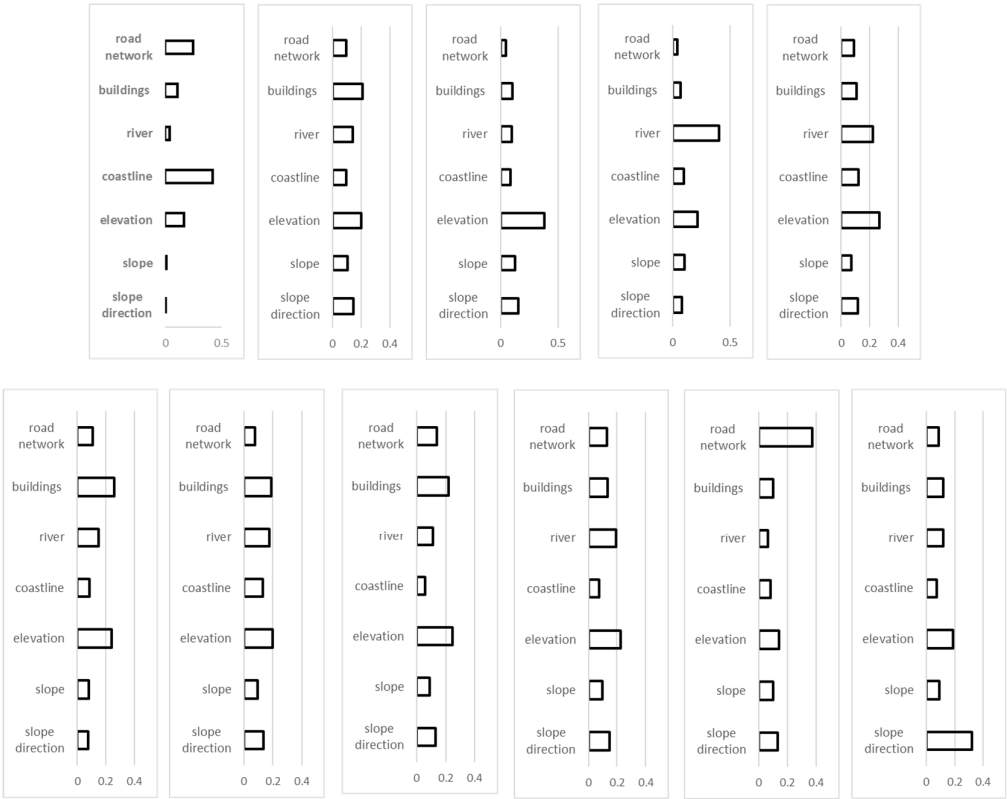 road
network
buildings
river
coastline
elevation
slope
slope
direction
0 0.5
road
network
buildings
river
coastline
elevation
slope
slope
direction
0 0.2 0.4
road
network
buildings
river
coastline
elevation
slope
slope
direction
0 0.5
road
network
buildings
river
coastline
elevation
slope
slope
direction
0 0.5
road
network
buildings
river
coastline
elevation
slope
slope
direction
0 0.2 0.4
road
network
buildings
river
coastline
elevation
slope
slope
direction
0 0.2 0.4
road
network
buildings
river
coastline
elevation
slope
slope
direction
0 0.2 0.4
road
network
buildings
river
coastline
elevation
slope
slope
direction
0 0.2 0.4
road
network
buildings
river
coastline
elevation
slope
slope
direction
0 0.2 0.4
road
network
buildings
river
coastline
elevation
slope
slope
direction
0 0.2 0.4
road
network
buildings
river
coastline
elevation
slope
slope
direction
0 0.2 0.4